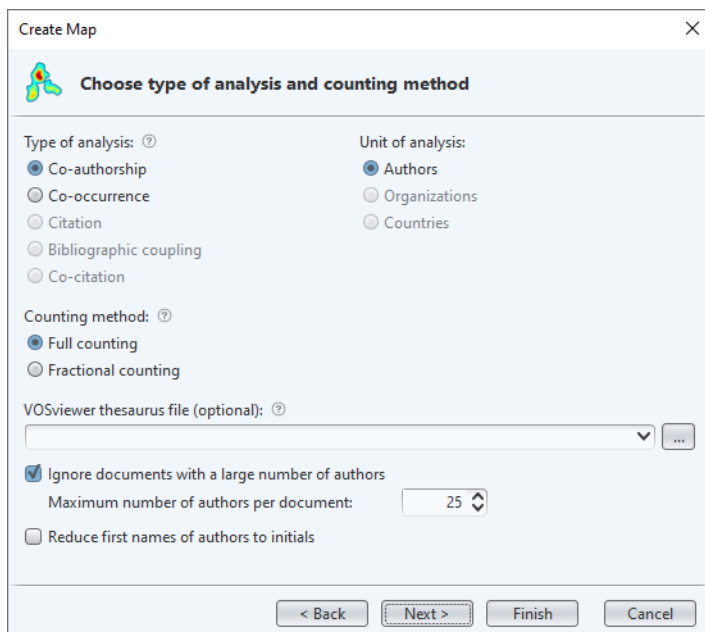 Create Map
Choose type of analysis and counting method
Type of analysis: ?
Unit of analysis:
Co-authorship
Authors
Co-occurrence
Organizations
Citation
Countries
Bibliographic coupling
Co-citation
Counting method: ?
Full counting
Fractional counting
VOSviewer thesaurus file (optional): ?
...
Ignore documents with a large number of authors
Maximum number of authors per document: 25
Reduce first names of authors to initials
< Back Next > Finish Cancel